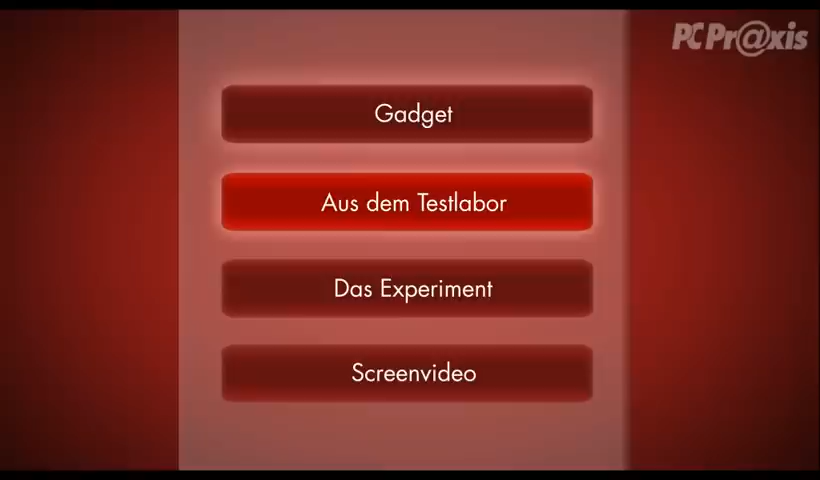 PC Pr@xis
Gadget
Aus dem Testlabor
Das Experiment
Screenvideo